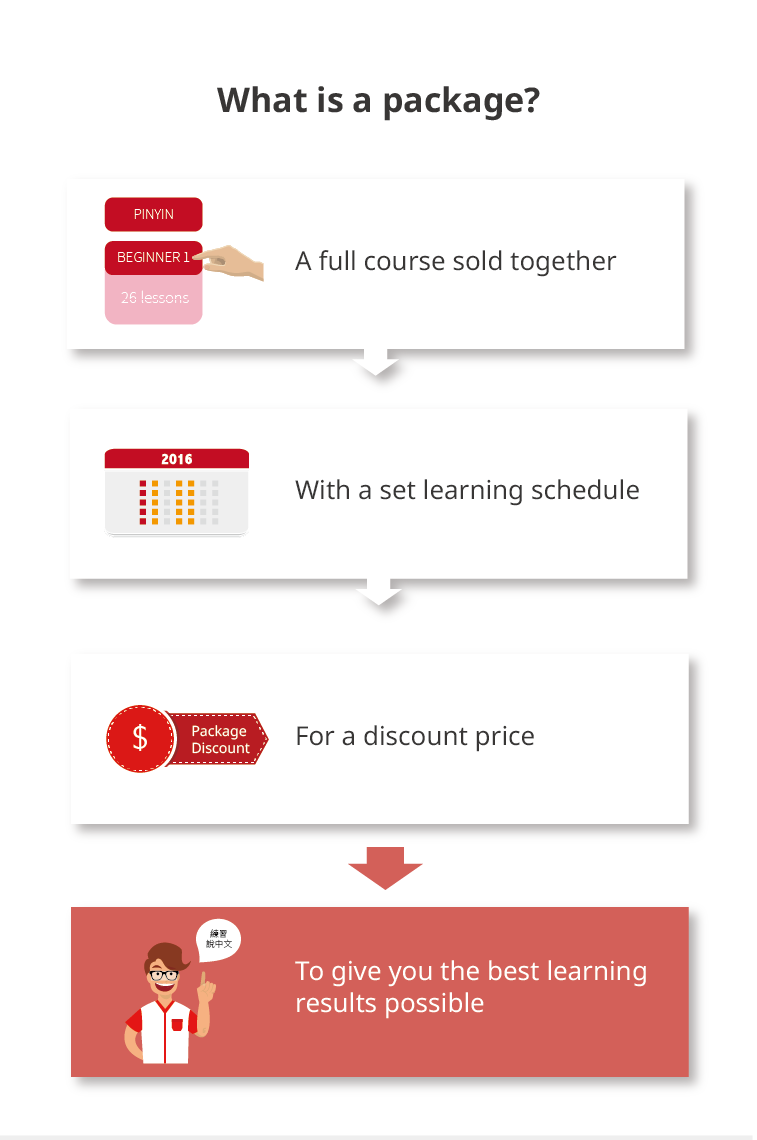 What is a package?
PINYIN
BEGINNER 1
26 lessons
A full course sold together
2016
With a set learning schedule
$
Package
Discount
For a discount price
練習
說中文
To give you the best learning
results possible